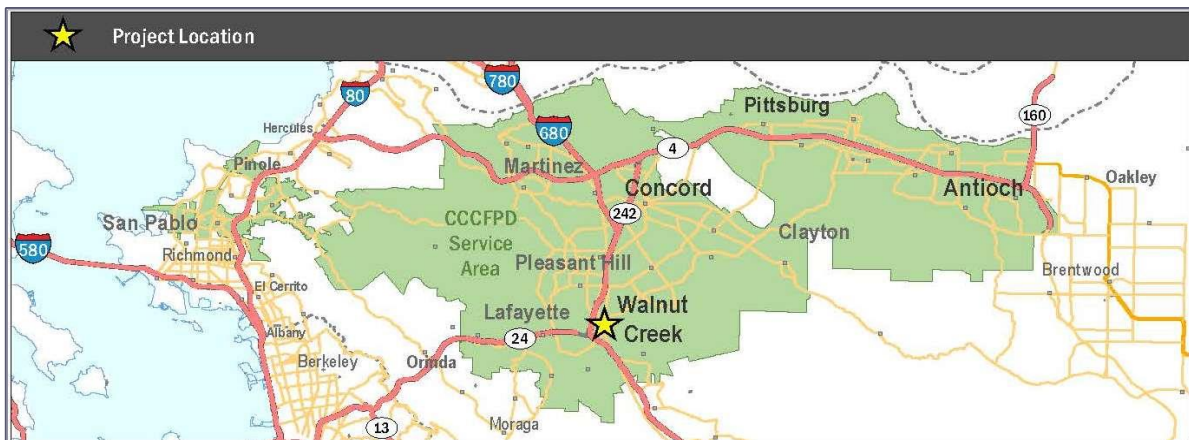 Project Location
780
80
160
Pittsburg
Hercules
680
4
Martinez
Pinole
Concord
Antioch
Oakley
San Pablo
242
CCCFPD
Service
Area
Clayton
580
Richmond
Pleasant Hill
Brentwood
El Cerrito
Lafayette
Walnut
Creek
Albany
24
Berkeley
Orinda
Moraga
13